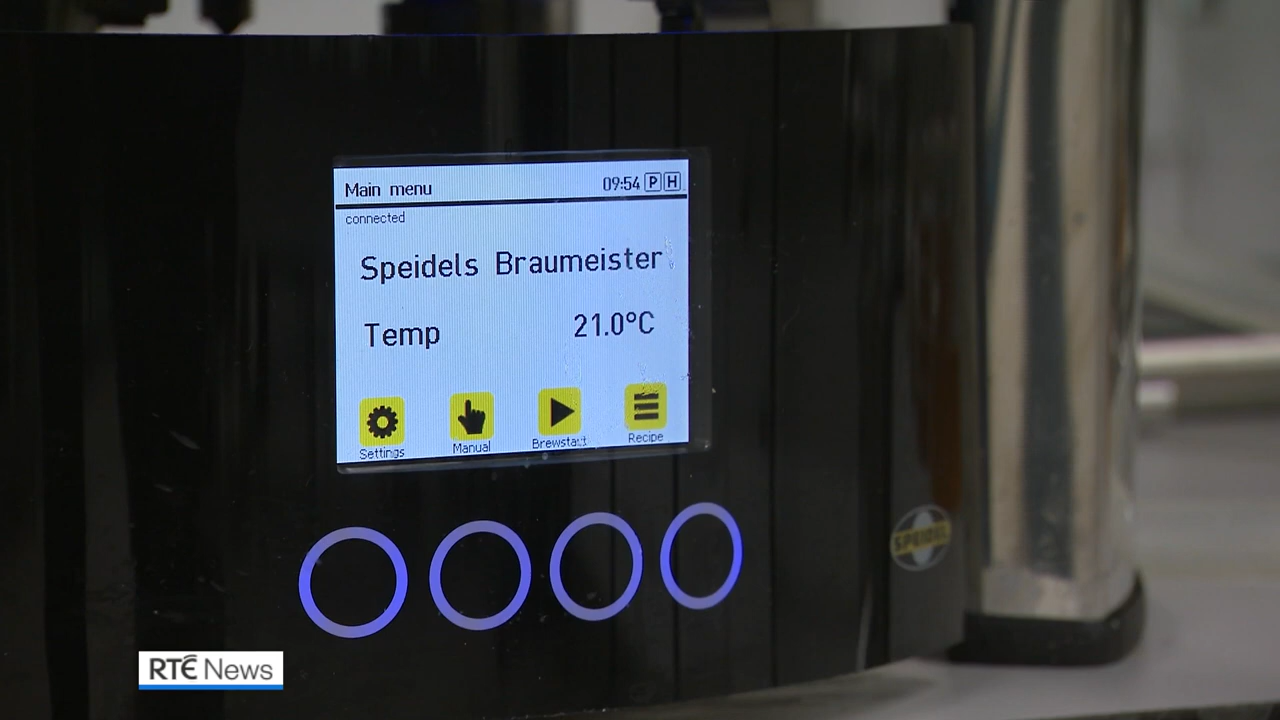 Main menu 09:54 P H
connected
Speidels Braumeister
Temp 21.0°C
Settings Manual Brewstart Recipe
SPEIDEL
RTÉ News